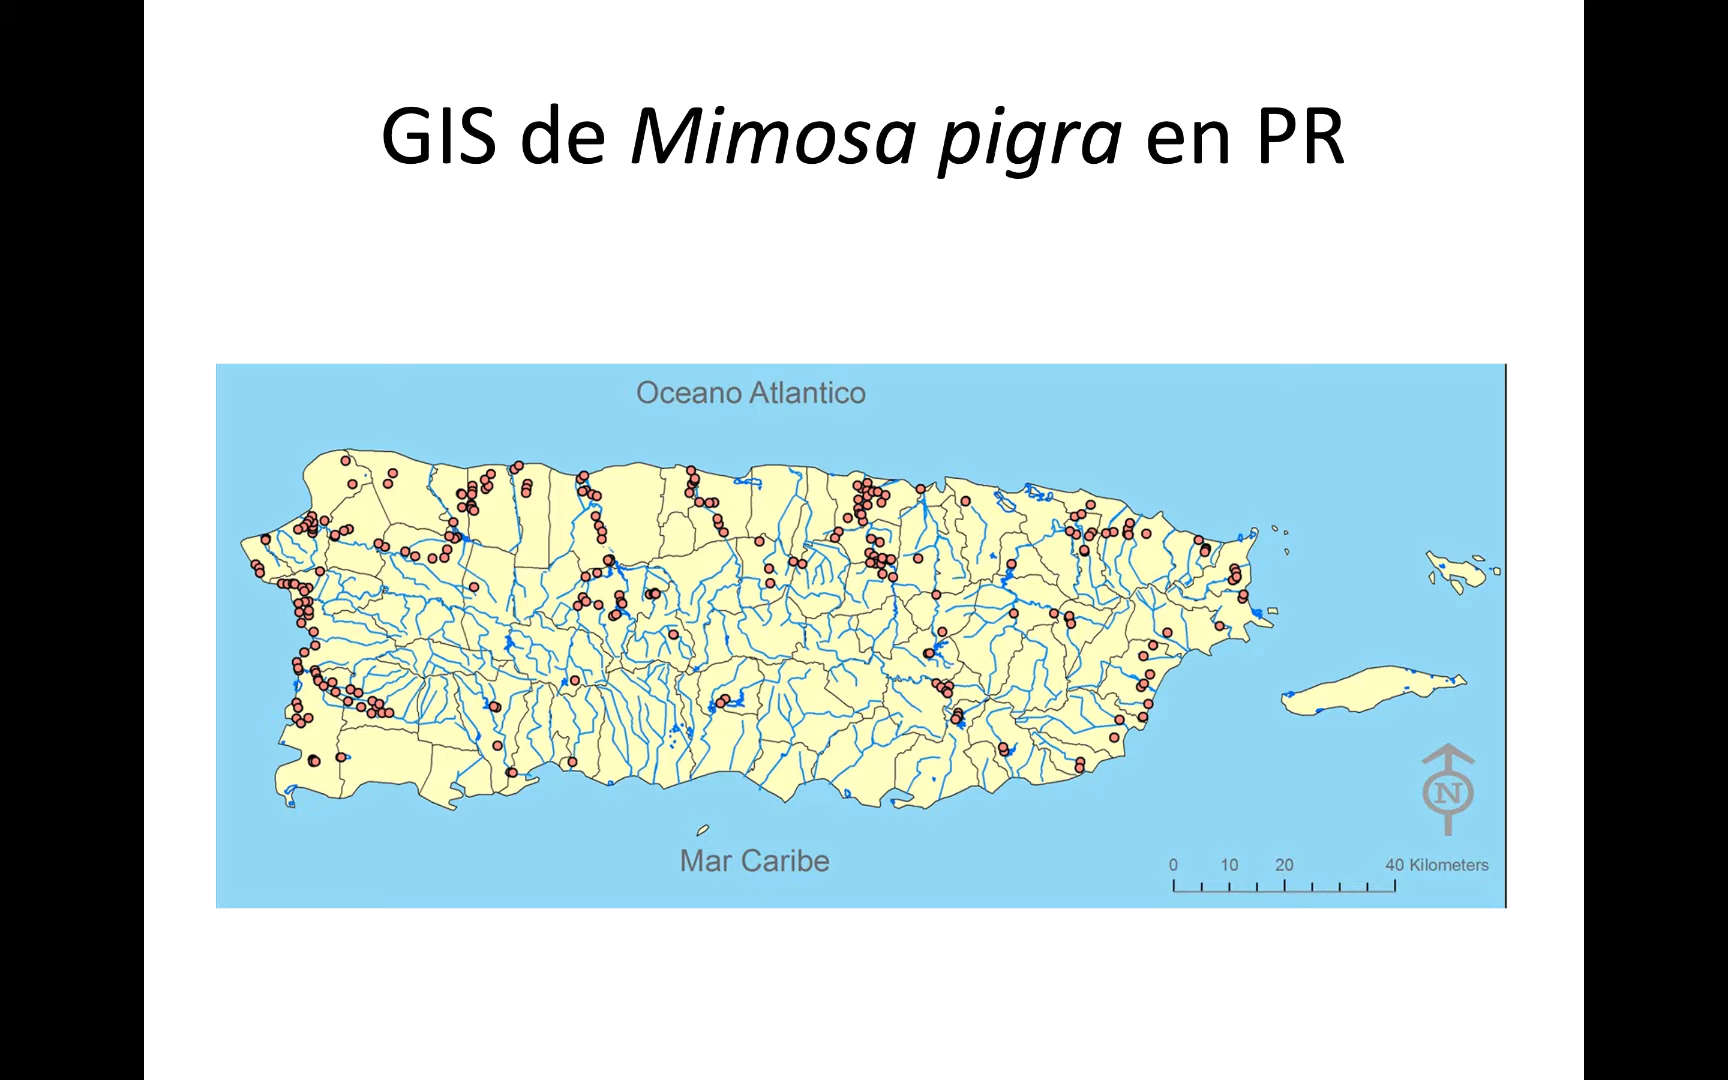 GIS de Mimosa pigra en PR
Oceano Atlantico
Mar Caribe
N
0 10 20 40 Kilometers